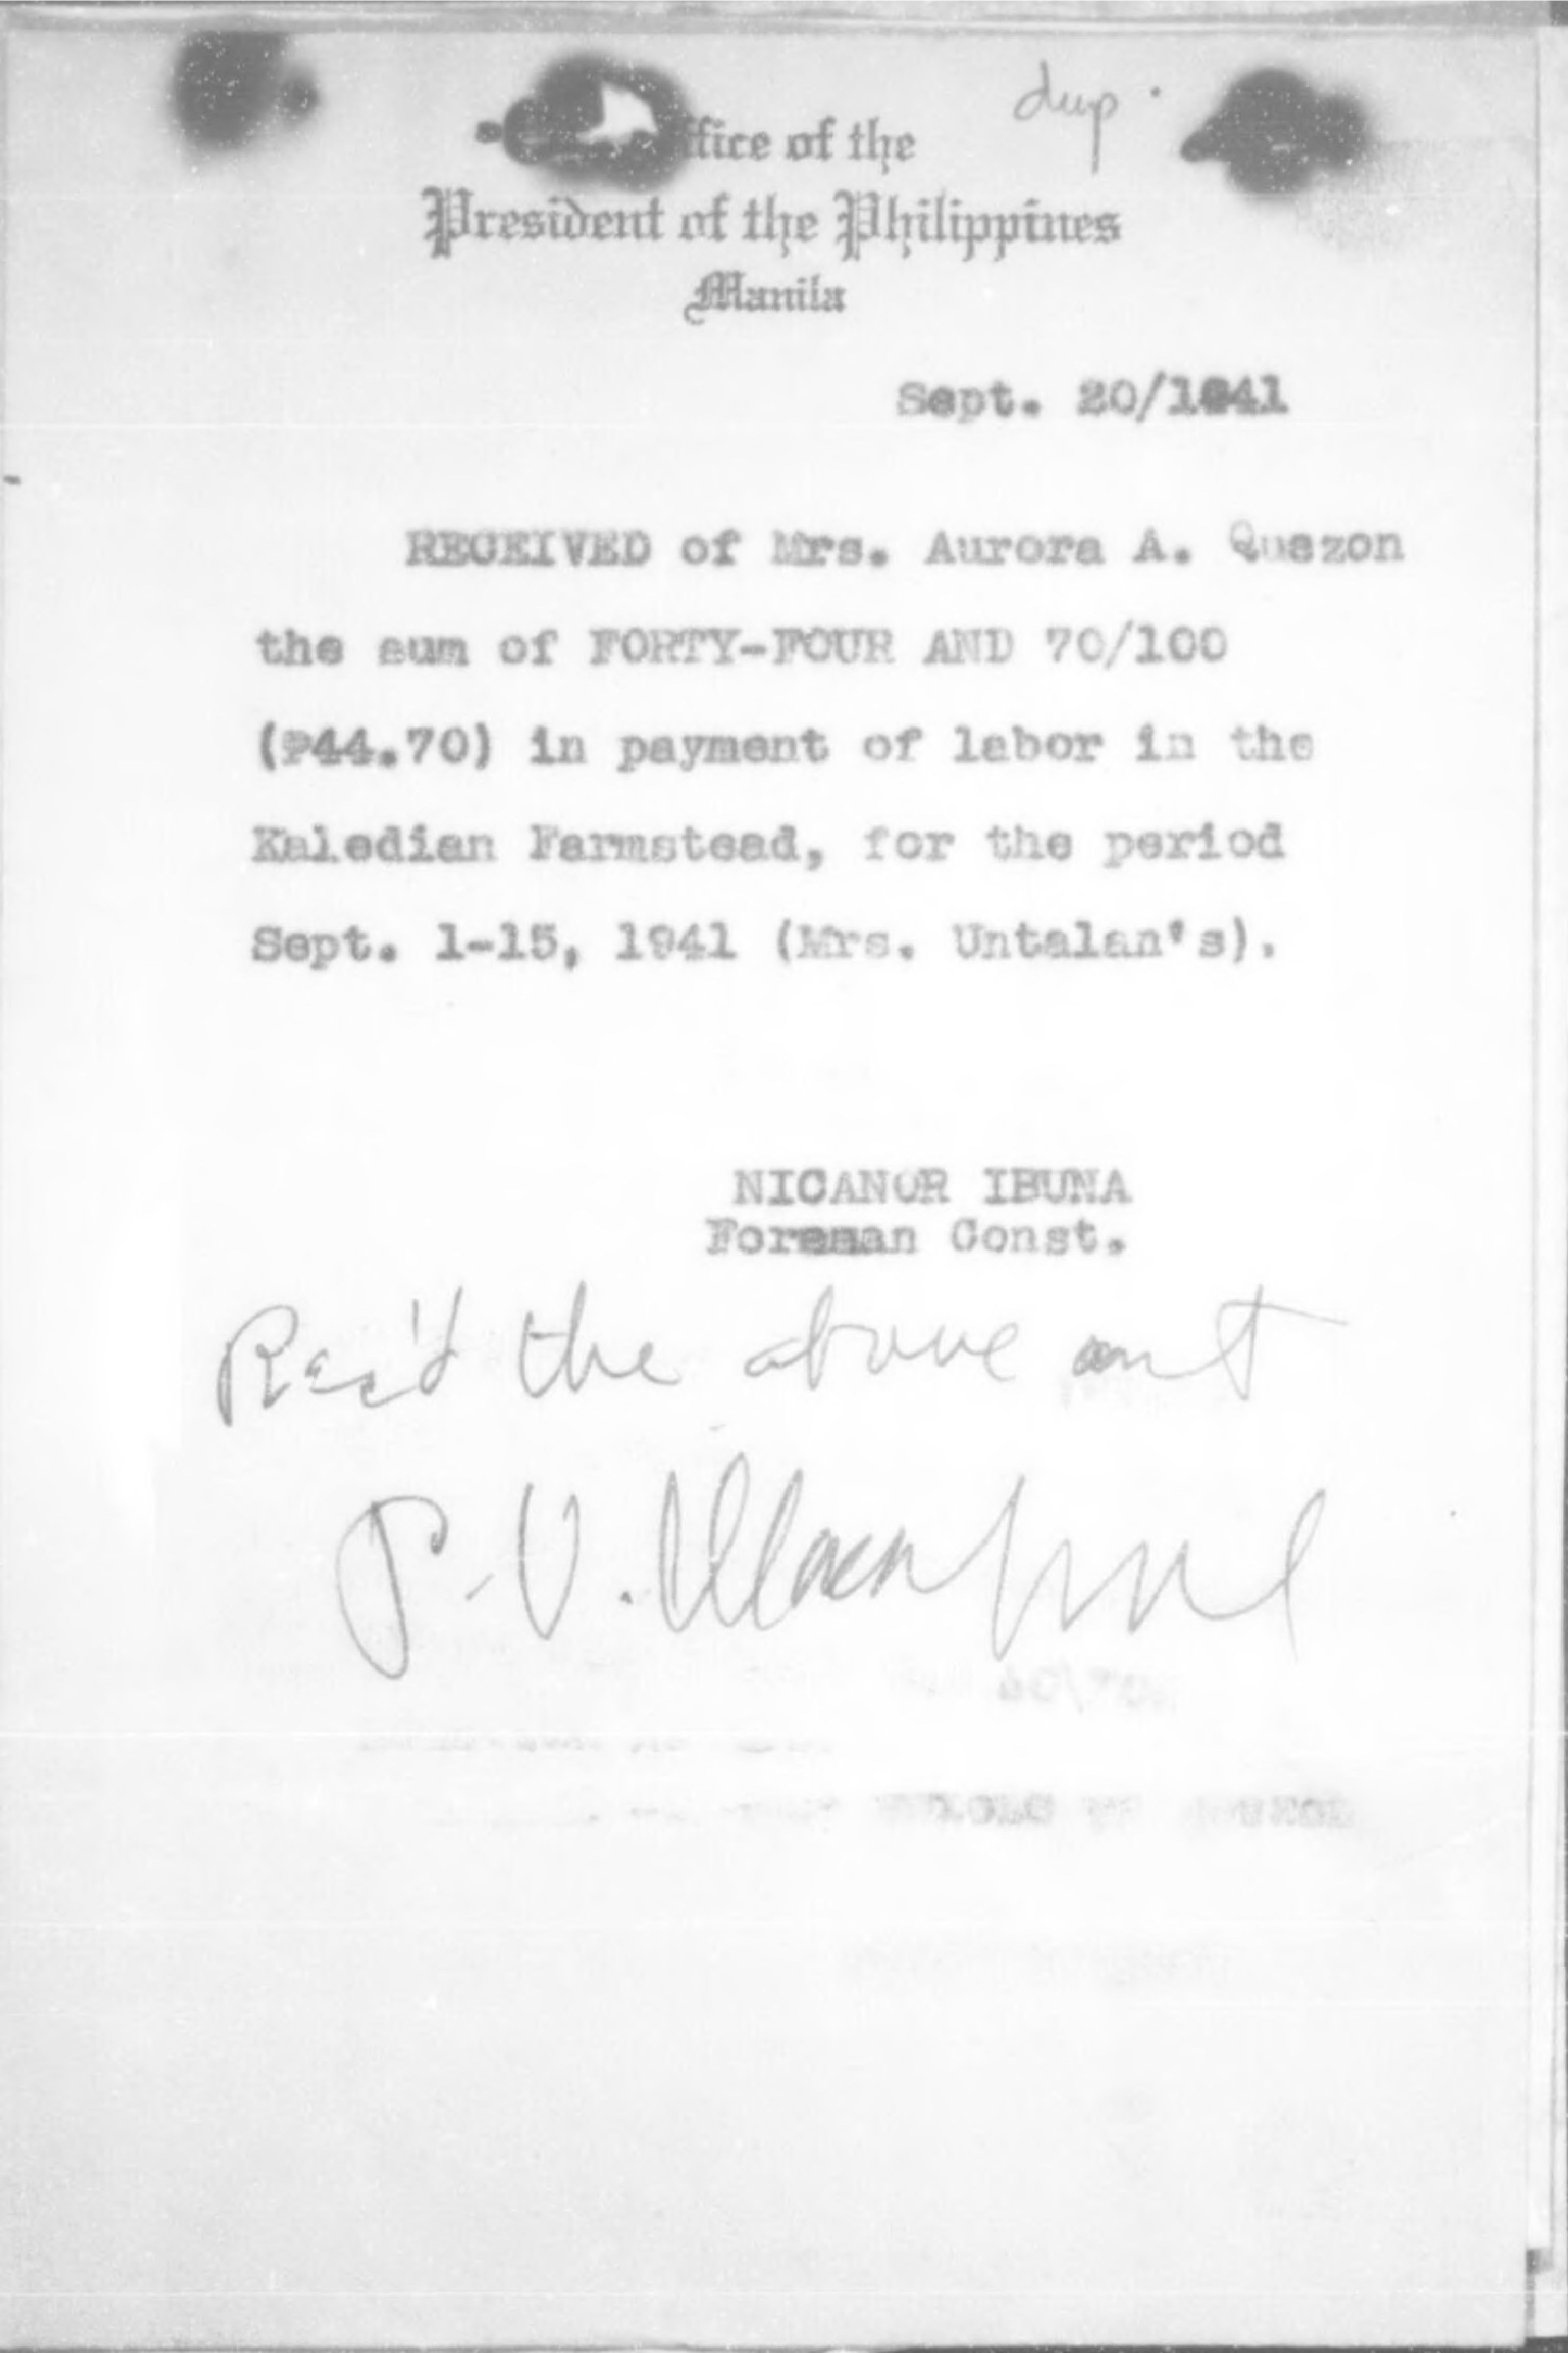 dup.
ffice of the
President of the Philippines
Manila
Sept. 20/1941
RECEIVED of Mrs. Aurora A. Quezon
the sum of FORTY-FOUR AND 70/100
(₱44.70) in payment of labor in the
Kaledian Farmstead, for the period
Sept. 1-15, 1941 (Mrs. Untalan's).
NICANOR IBUNA
Foreman Const.
Rec'd the above amt
P. V.